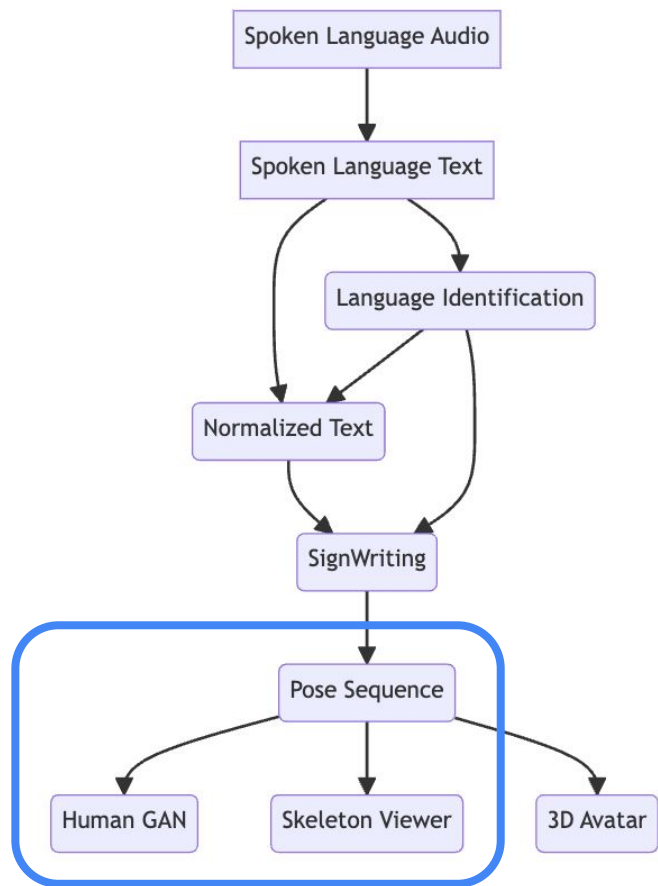 Spoken Language Audio
Spoken Language Text
Language Identification
Normalized Text
SignWriting
Pose Sequence
Human GAN
Skeleton Viewer
3D Avatar